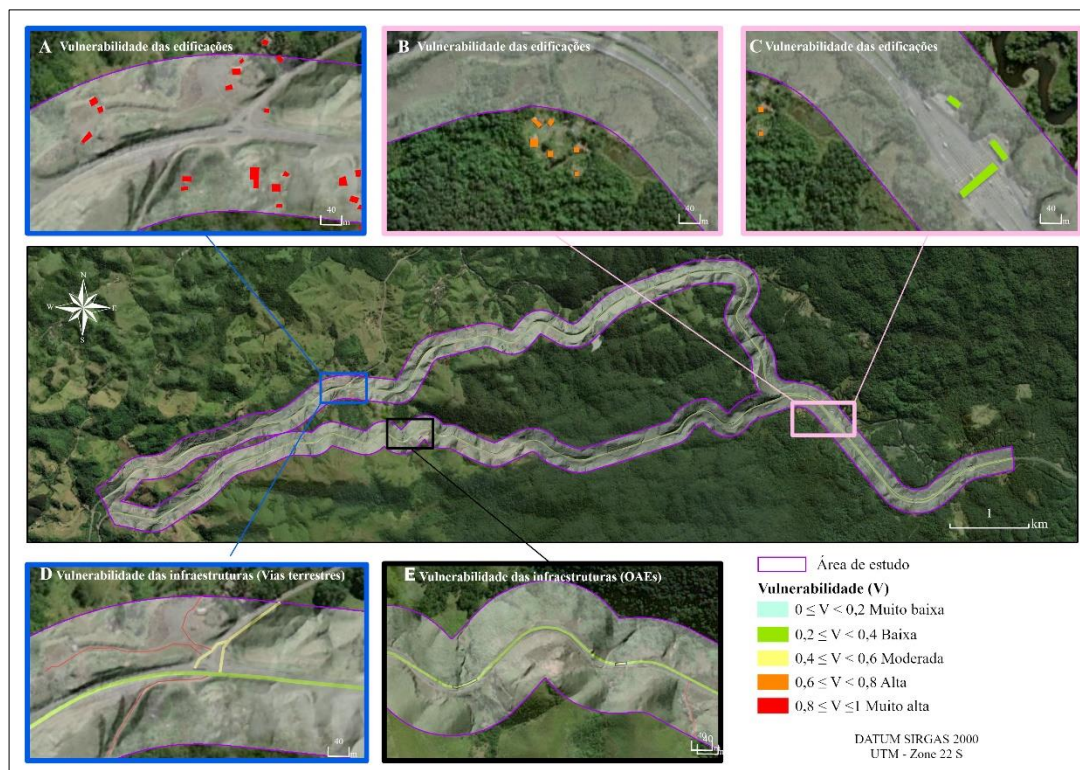 A Vulnerabilidade das edificações
40
m
B Vulnerabilidade das edificações
40
m
C Vulnerabilidade das edificações
40
m
N
W
E
S
1
km
D Vulnerabilidade das infraestruturas (Vias terrestres)
40
m
E Vulnerabilidade das infraestruturas (OAEs)
40
40
m
Área de estudo
Vulnerabilidade (V)
0 ≤ V < 0,2 Muito baixa
0,2 ≤ V < 0,4 Baixa
0,4 ≤ V < 0,6 Moderada
0,6 ≤ V < 0,8 Alta
0,8 ≤ V ≤1 Muito alta
DATUM SIRGAS 2000
UTM - Zone 22 S